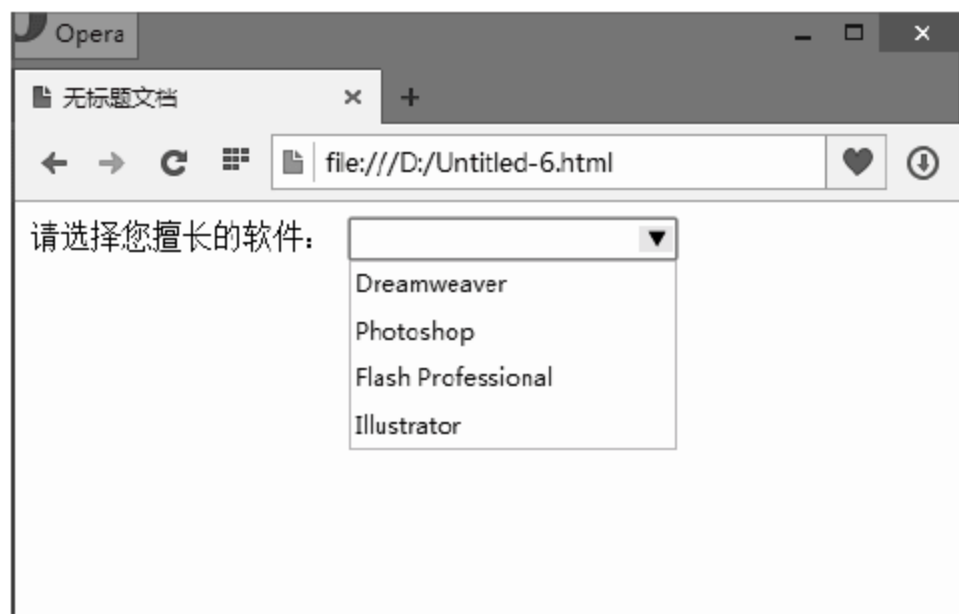 Opera
无标题文档
file:///D:/Untitled-6.html
请选择您擅长的软件：
Dreamweaver
Photoshop
Flash Professional
Illustrator